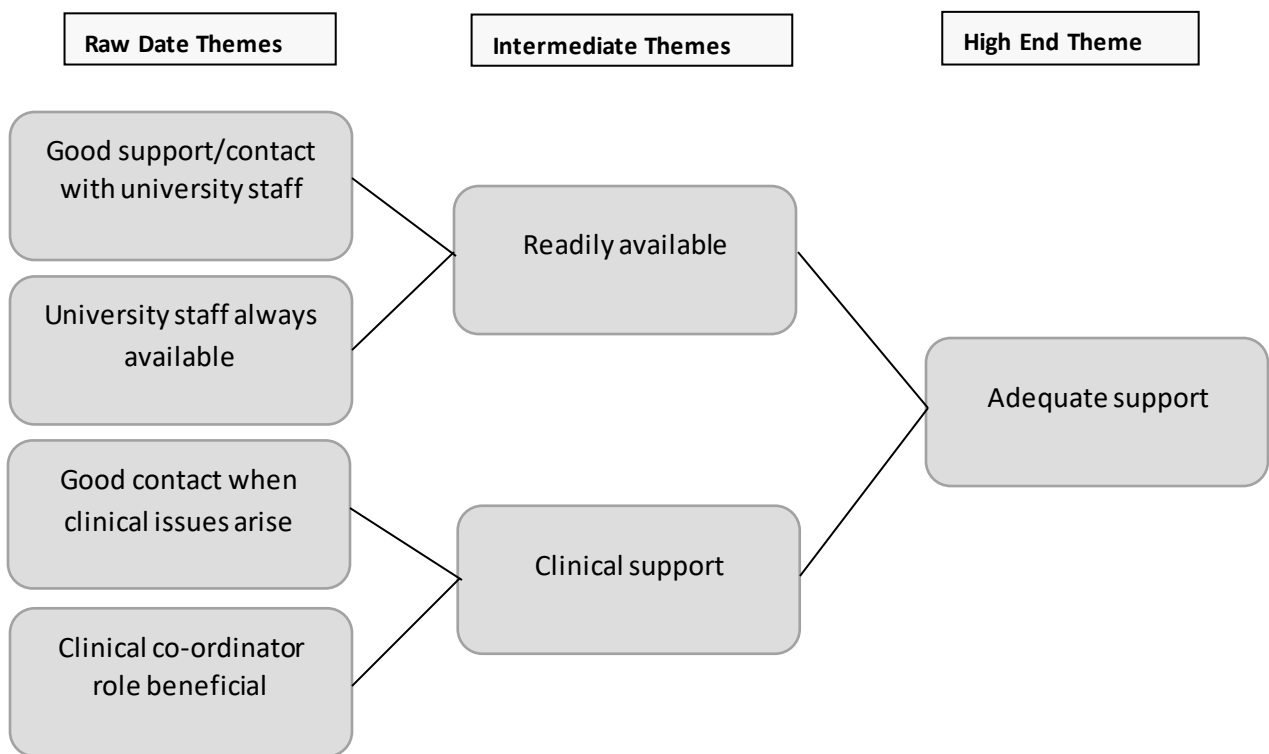 Raw Date Themes
Intermediate Themes
High End Theme
Good support/contact
with university staff
University staff always
available
Good contact when
clinical issues arise
Clinical co-ordinator
role beneficial
Readily available
Clinical support
Adequate support